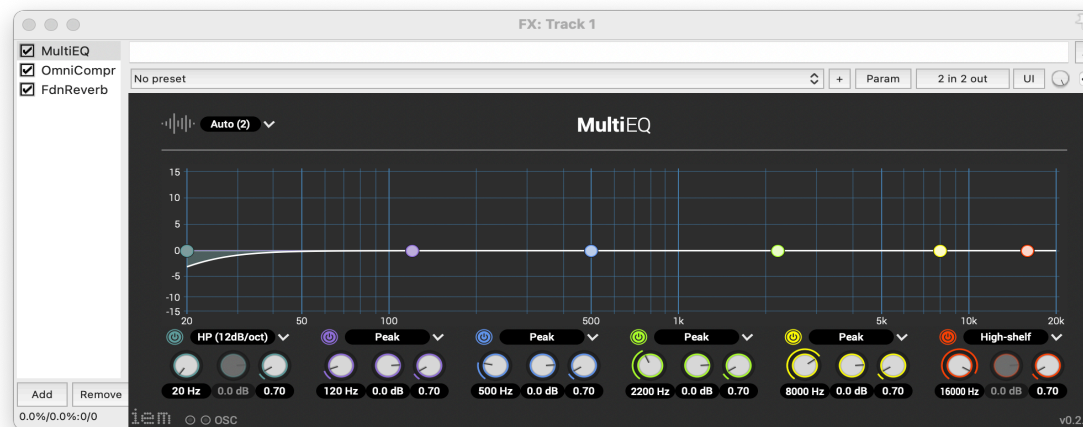 FX: Track 1
MultiEQ
OmniCompr
FdnReverb
No preset
+
Param
2 in 2 out
UI
Auto (2)
MultiEQ
15
10
5
0
-5
-10
-15
20 50 100 500 1k 5k 10k 20k
HP (12dB/oct) Peak Peak Peak Peak High-shelf
20 Hz 0.0 dB 0.70 120 Hz 0.0 dB 0.70 500 Hz 0.0 dB 0.70 2200 Hz 0.0 dB 0.70 8000 Hz 0.0 dB 0.70 16000 Hz 0.0 dB 0.70
Add Remove
0.0%/0.0%:0/0
iem OSC v0.2